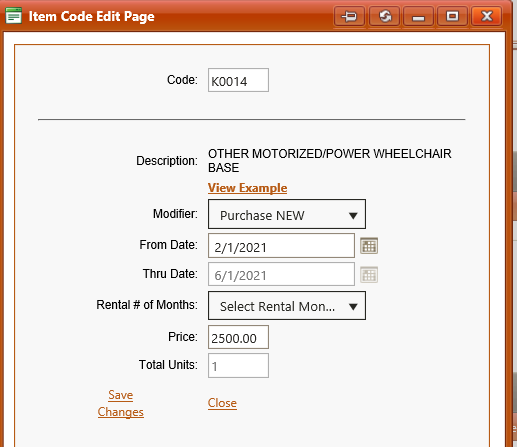 Item Code Edit Page
Code: K0014
Description: OTHER MOTORIZED/POWER WHEELCHAIR
BASE
View Example
Modifier: Purchase NEW
From Date: 2/1/2021
Thru Date: 6/1/2021
Rental # of Months: Select Rental Mon...
Price: 2500.00
Total Units: 1
Save
Changes
Close